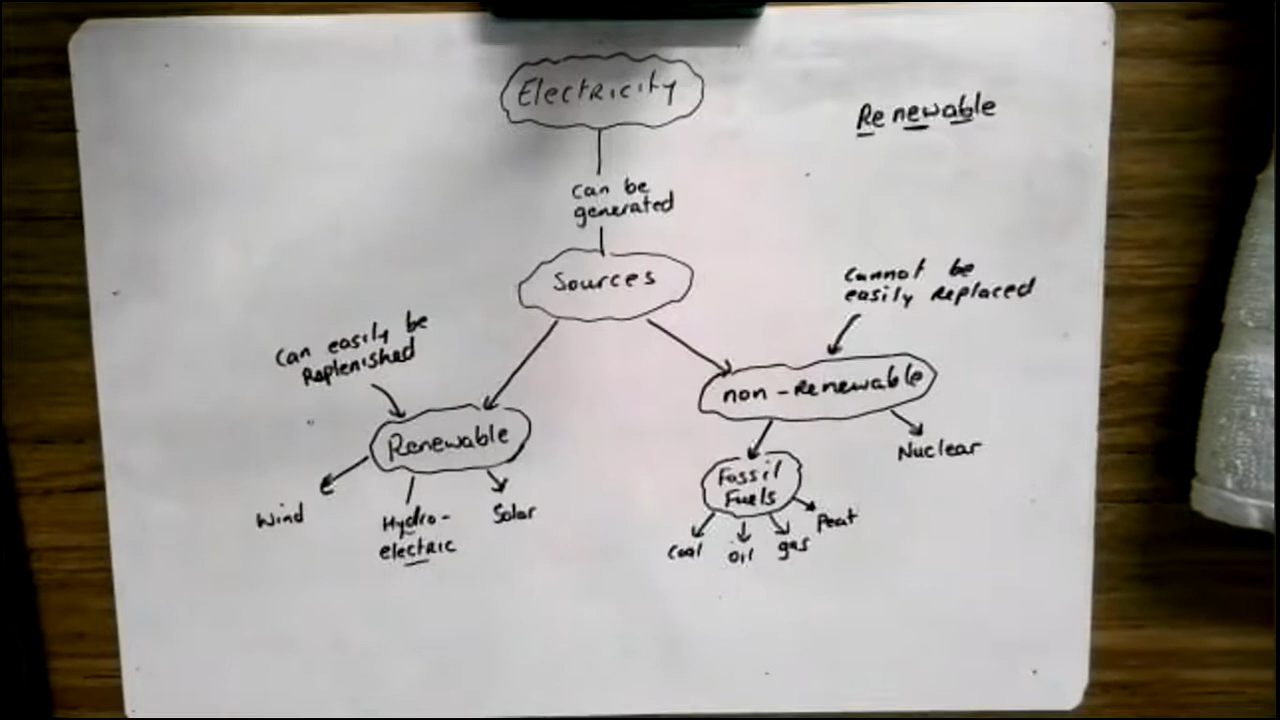 Electricity
Renewable
can be
generated
Sources
cannot be
easily Replaced
can easily be
Replenished
non-Renewable
Renewable
Nuclear
Fossil
Fuels
Wind
Hydro-
electric
Solar
Peat
Coal
oil
gas